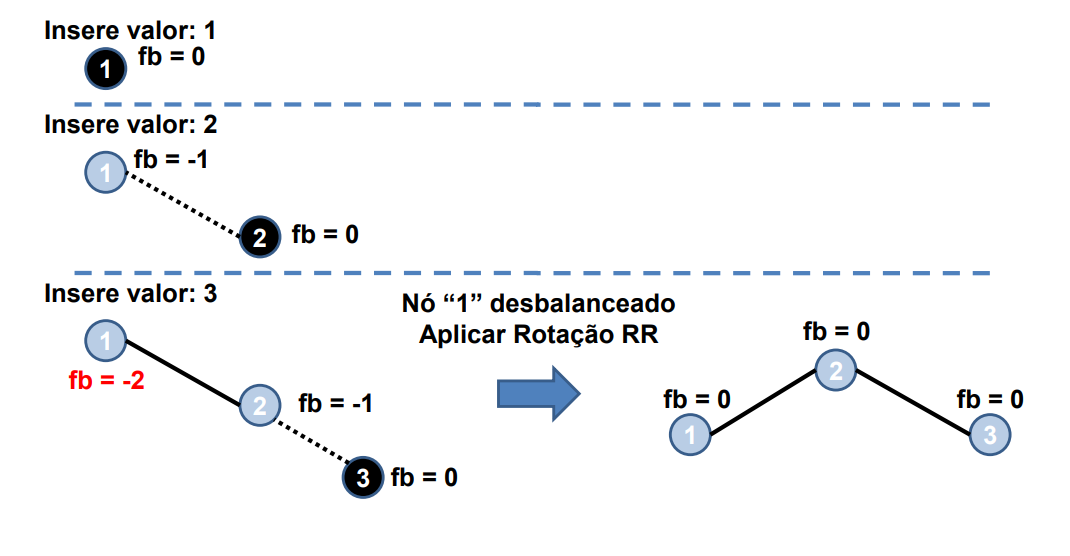 Insere valor: 1
1 fb = 0
Insere valor: 2
1 fb = -1
2 fb = 0
Insere valor: 3
1
fb = -2
2 fb = -1
3 fb = 0
Nó “1” desbalanceado
Aplicar Rotação RR
fb = 0
2
fb = 0 fb = 0
1 3